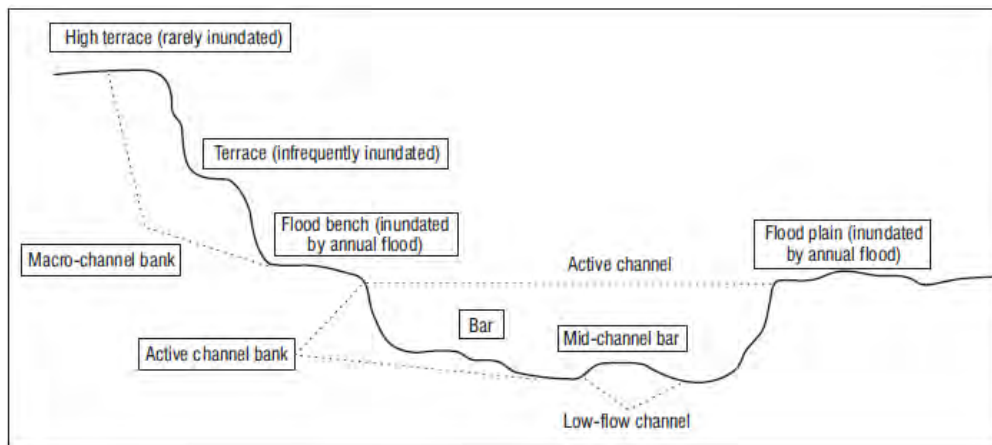 High terrace (rarely inundated)
Terrace (infrequently inundated)
Flood bench (inundated
by annual flood)
Flood plain (inundated
by annual flood)
Macro-channel bank
Active channel
Bar
Mid-channel bar
Active channel bank
Low-flow channel